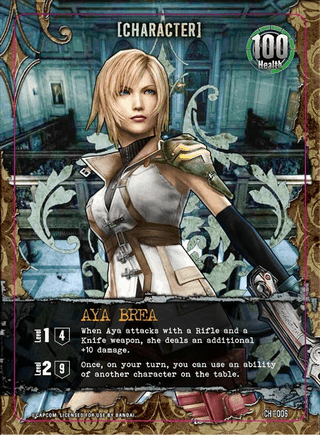 [CHARACTER]
100
Health
AYA BREA
Level 1 4
When Aya attacks with a Rifle and a
Knife weapon, she deals an additional
+10 damage.
Level 2 9
Once, on your turn, you can use an ability
of another character on the table.
©CAPCOM. LICENSED FOR USE BY BANDAI.
CH-006